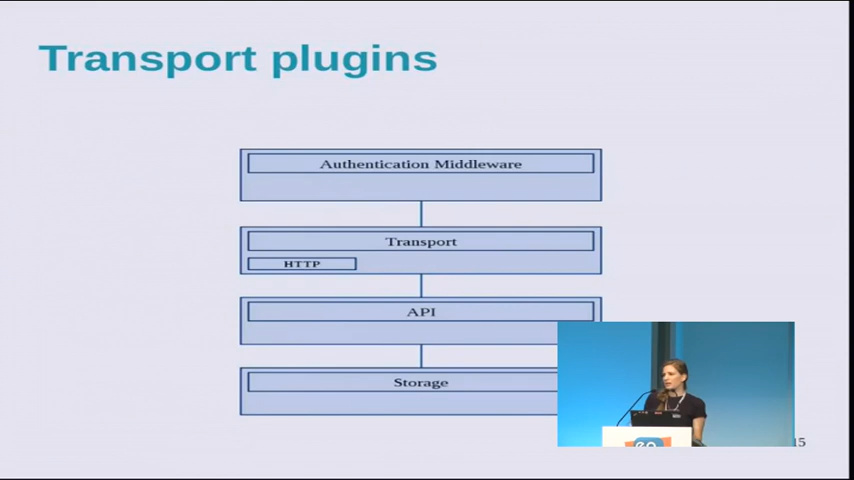 Transport plugins
Authentication Middleware
Transport
HTTP
API
Storage
15